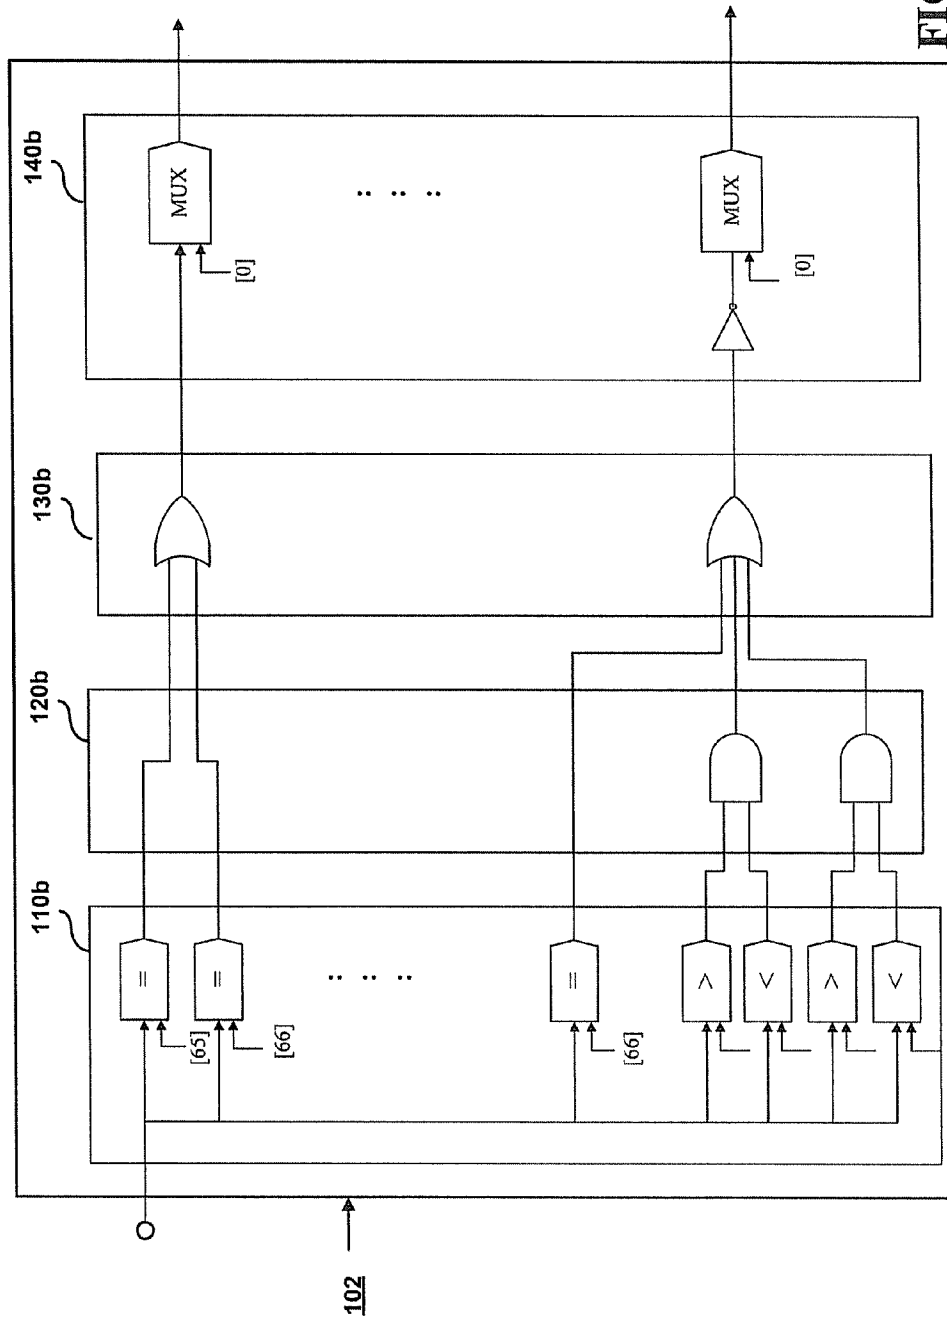 110b
120b
130b
140b
=
[65]
=
[66]
=
[66]
>
<
>
<
MUX
[0]
MUX
[0]
102